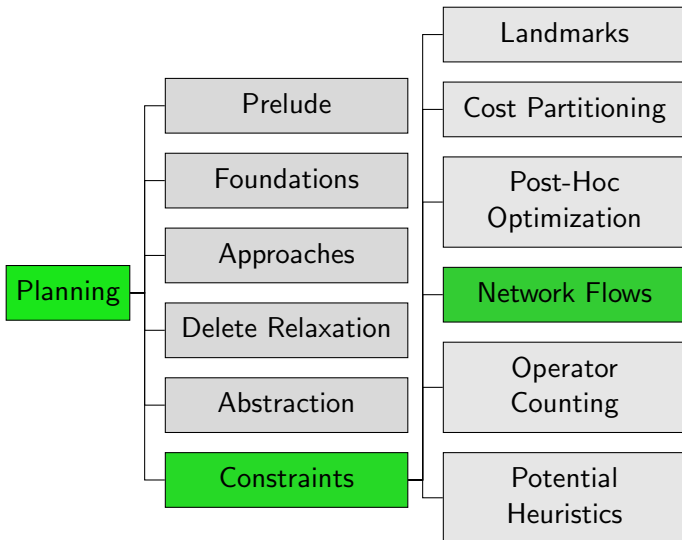 Planning
Prelude
Foundations
Approaches
Delete Relaxation
Abstraction
Constraints
Landmarks
Cost Partitioning
Post-Hoc
Optimization
Network Flows
Operator
Counting
Potential
Heuristics